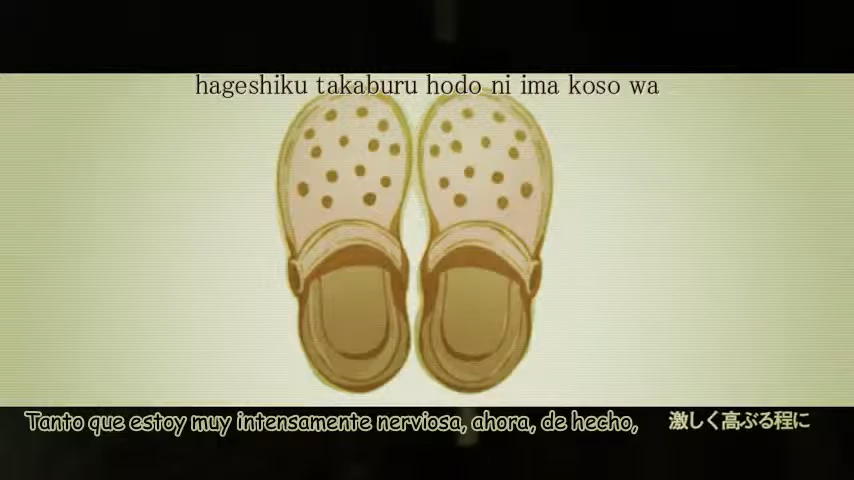 hageshiku takaburu hodo ni ima koso wa
Tanto que estoy muy intensamente nerviosa, ahora, de hecho,
激しく高ぶる程に